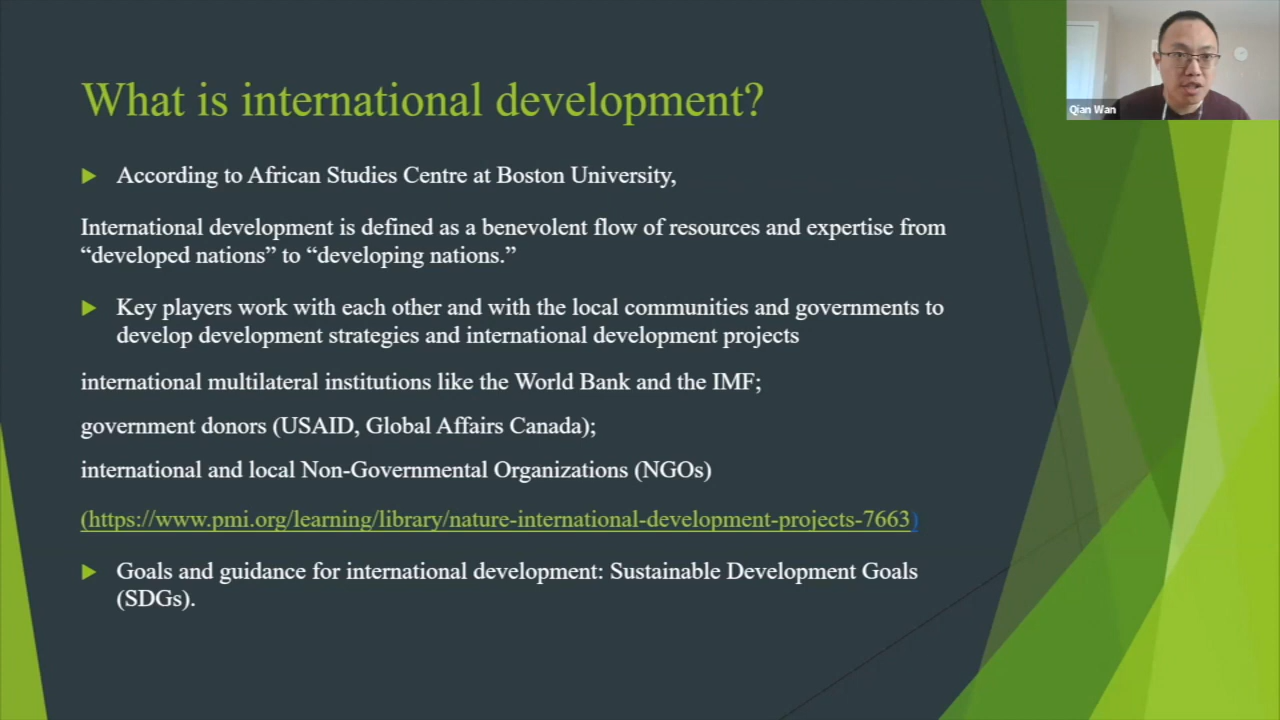 What is international development?
Qian Wan
According to African Studies Centre at Boston University,
International development is defined as a benevolent flow of resources and expertise from
“developed nations” to “developing nations.”
Key players work with each other and with the local communities and governments to
develop development strategies and international development projects
international multilateral institutions like the World Bank and the IMF;
government donors (USAID, Global Affairs Canada);
international and local Non-Governmental Organizations (NGOs)
(https://www.pmi.org/learning/library/nature-international-development-projects-7663)
Goals and guidance for international development: Sustainable Development Goals
(SDGs).